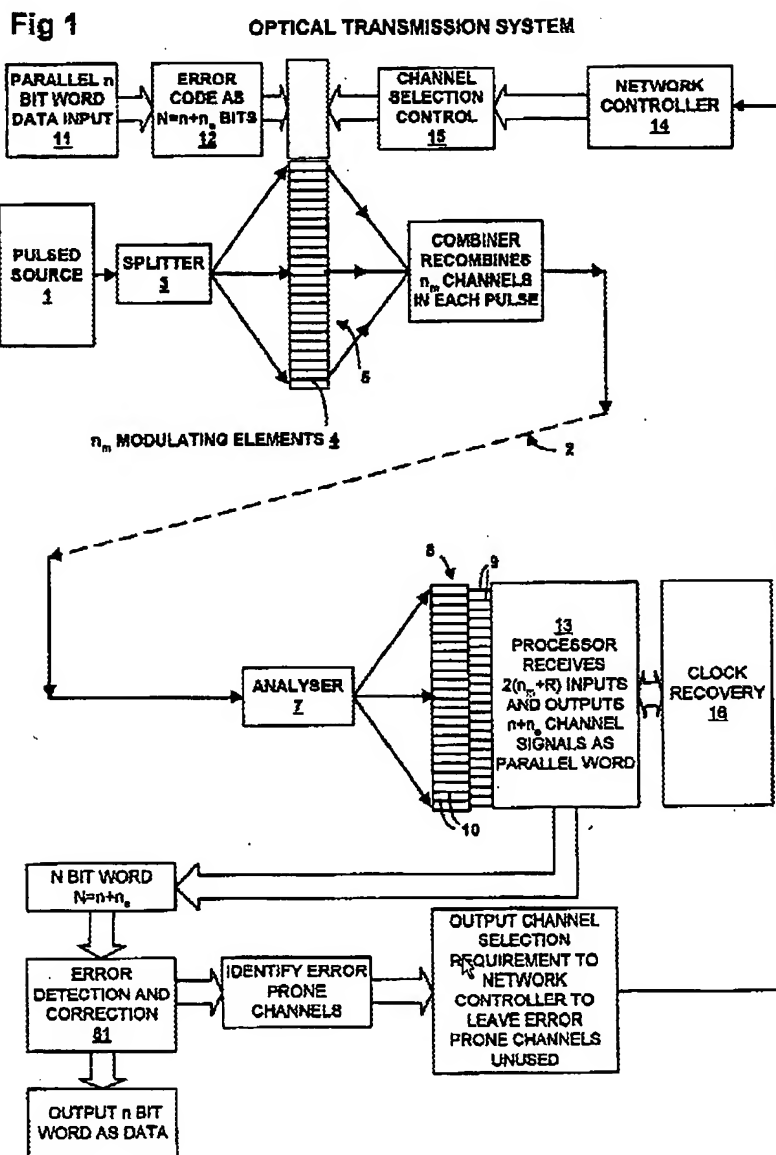 Fig 1
OPTICAL TRANSMISSION SYSTEM
PARALLEL n
BIT WORD
DATA INPUT
11
ERROR
CODE AS
N=n+nₑ BITS
12
CHANNEL
SELECTION
CONTROL
15
NETWORK
CONTROLLER
14
PULSED
SOURCE
1
SPLITTER
3
COMBINER
RECOMBINES
nₘ CHANNELS
IN EACH PULSE
5
nₘ MODULATING ELEMENTS 4
2
8
9
ANALYSER
7
13
PROCESSOR
RECEIVES
2(nₘ+R) INPUTS
AND OUTPUTS
n+nₑ CHANNEL
SIGNALS AS
PARALLEL WORD
CLOCK
RECOVERY
16
10
N BIT WORD
N=n+nₑ
ERROR
DETECTION AND
CORRECTION
61
IDENTIFY ERROR
PRONE
CHANNELS
OUTPUT CHANNEL
SELECTION
REQUIREMENT TO
NETWORK
CONTROLLER TO
LEAVE ERROR
PRONE CHANNELS
UNUSED
OUTPUT n BIT
WORD AS DATA